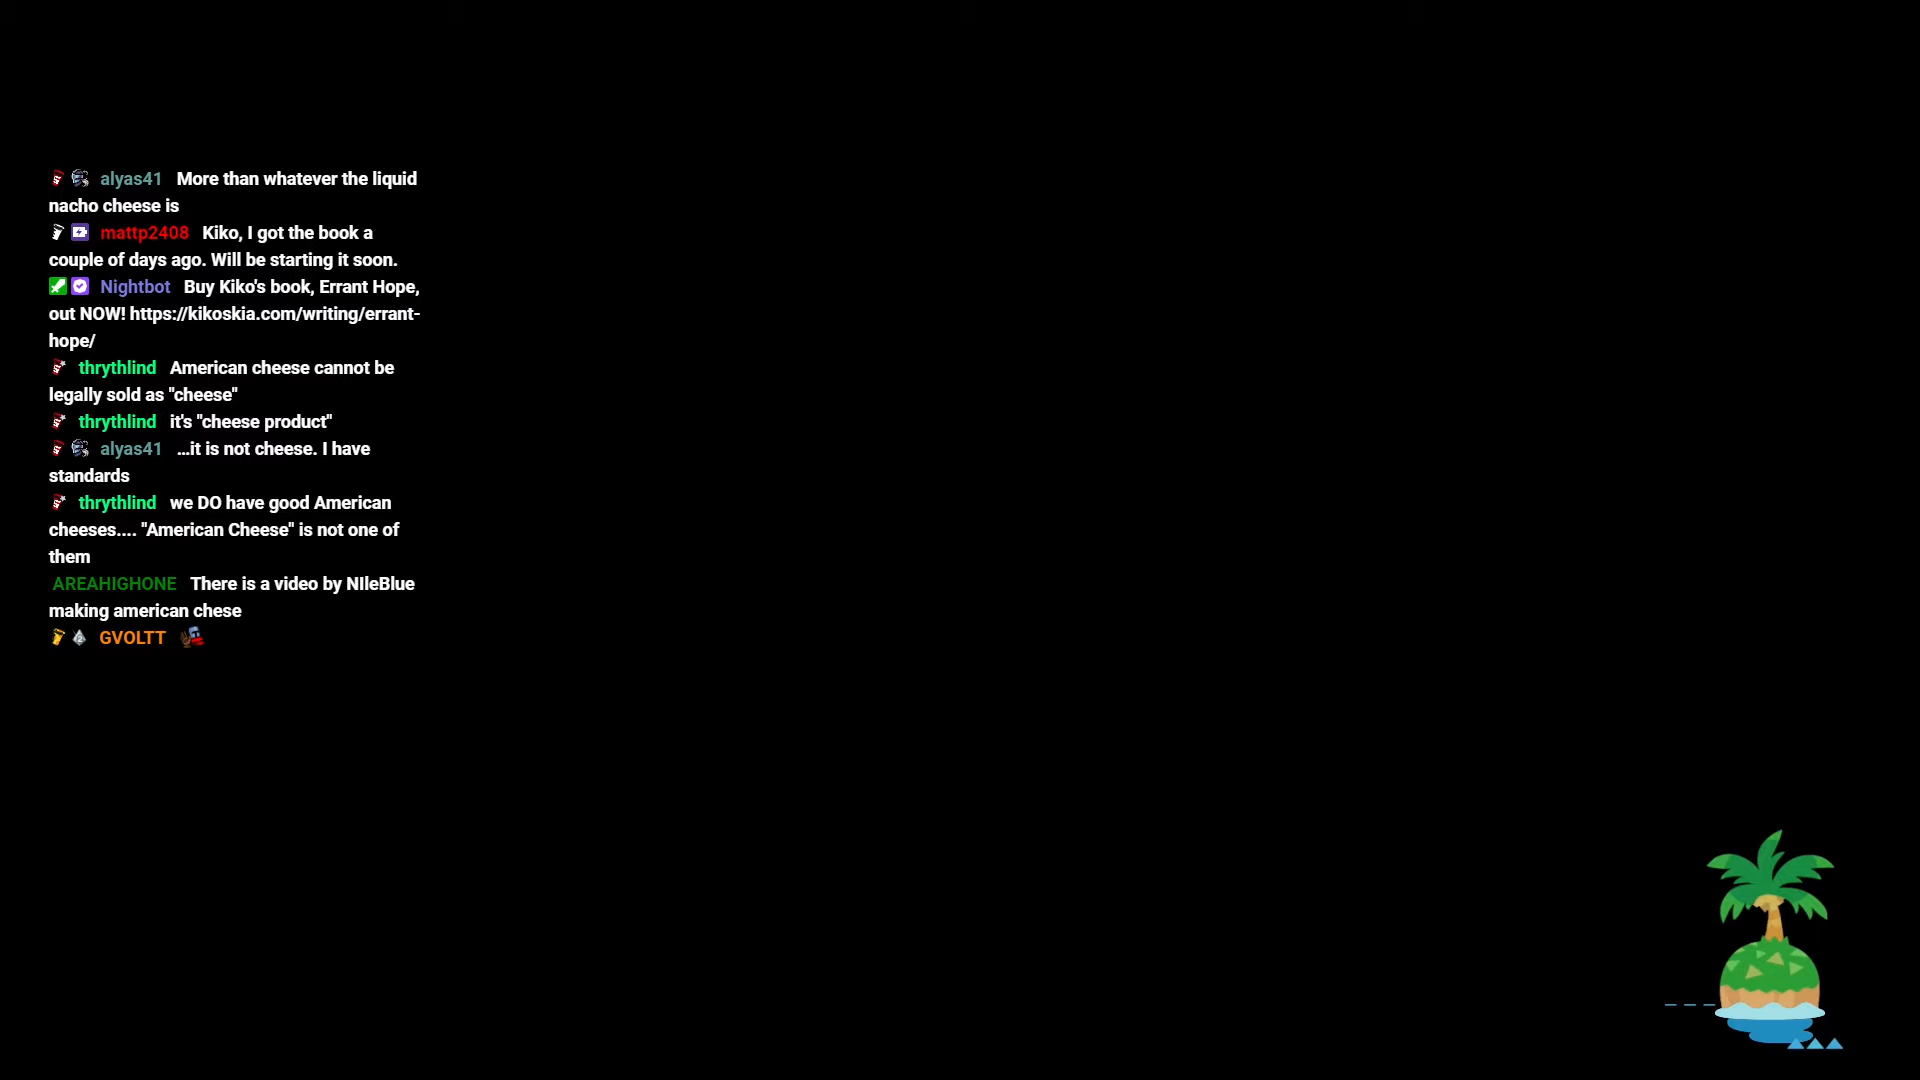 alyas41 More than whatever the liquid
nacho cheese is
mattp2408 Kiko, I got the book a
couple of days ago. Will be starting it soon.
Nightbot Buy Kiko's book, Errant Hope,
out NOW! https://kikoskia.com/writing/errant-
hope/
thrythlind American cheese cannot be
legally sold as "cheese"
thrythlind it's "cheese product"
alyas41 ...it is not cheese. I have
standards
thrythlind we DO have good American
cheeses.... "American Cheese" is not one of
them
AREAHIGHONE There is a video by NIleBlue
making american chese
GVOLTT